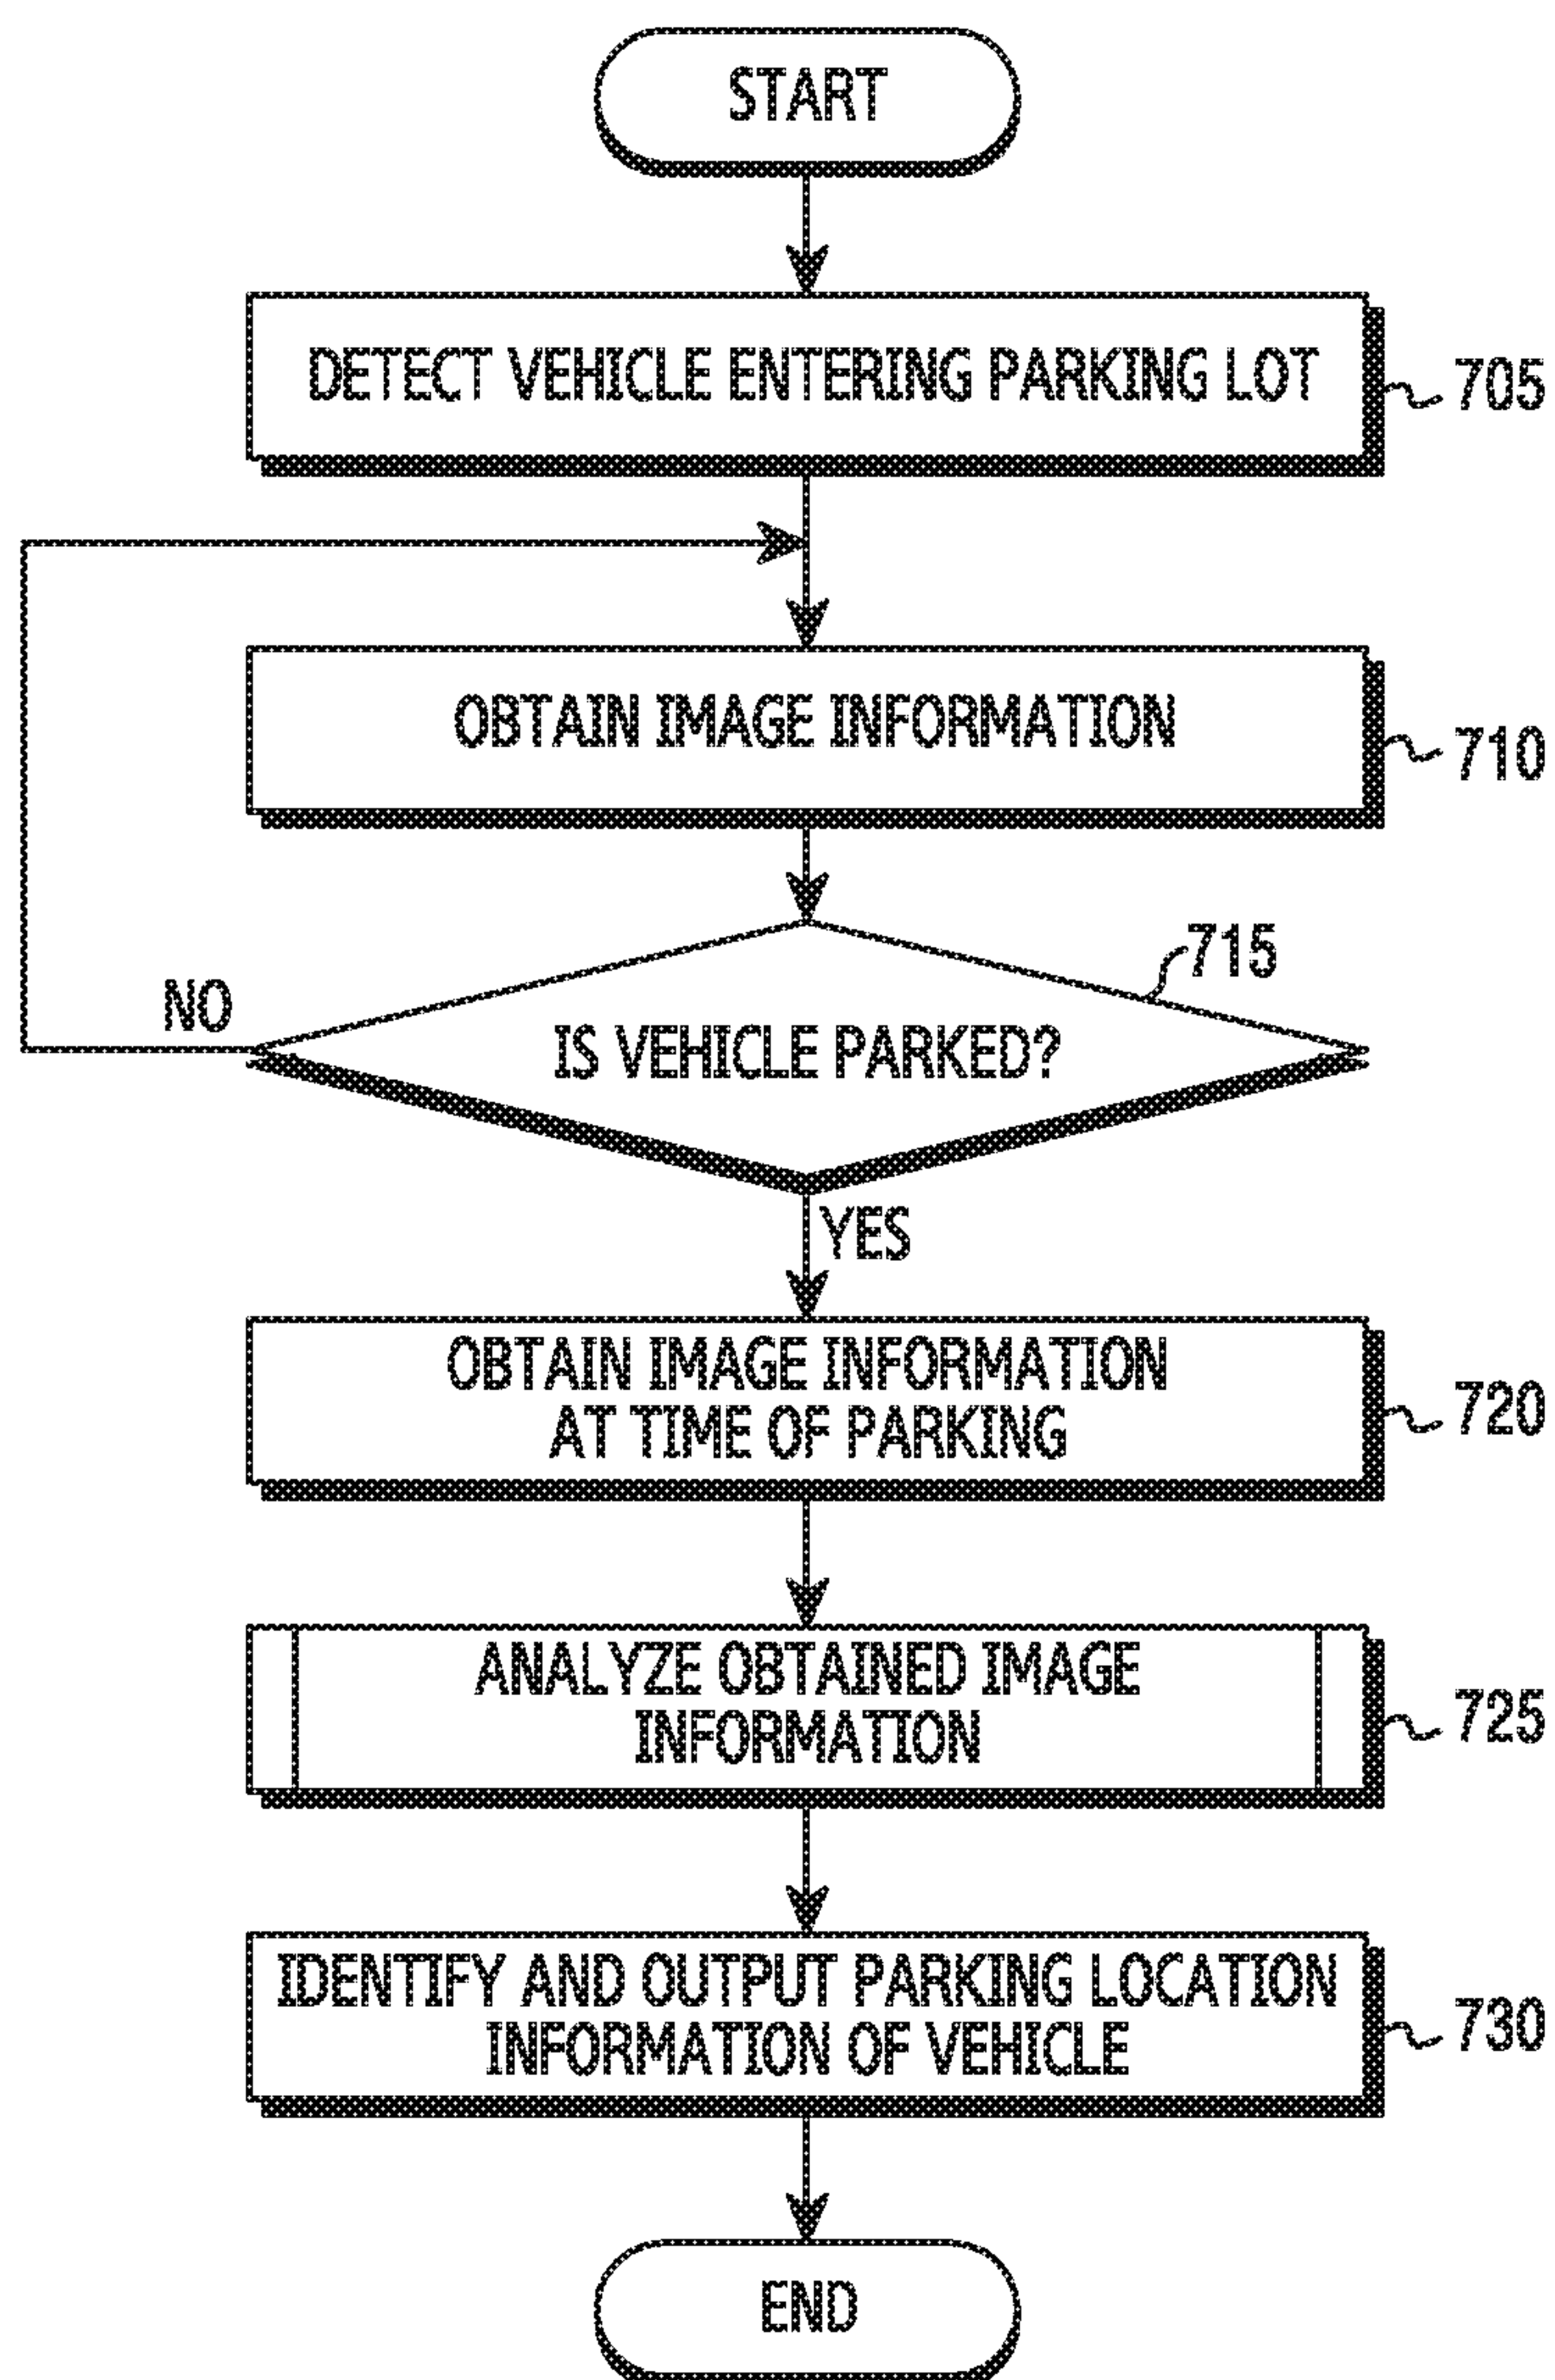 START
DETECT VEHICLE ENTERING PARKING LOT
705
OBTAIN IMAGE INFORMATION
710
715
IS VEHICLE PARKED?
NO
YES
OBTAIN IMAGE INFORMATION
AT TIME OF PARKING
720
ANALYZE OBTAINED IMAGE
INFORMATION
725
IDENTIFY AND OUTPUT PARKING LOCATION
INFORMATION OF VEHICLE
730
END